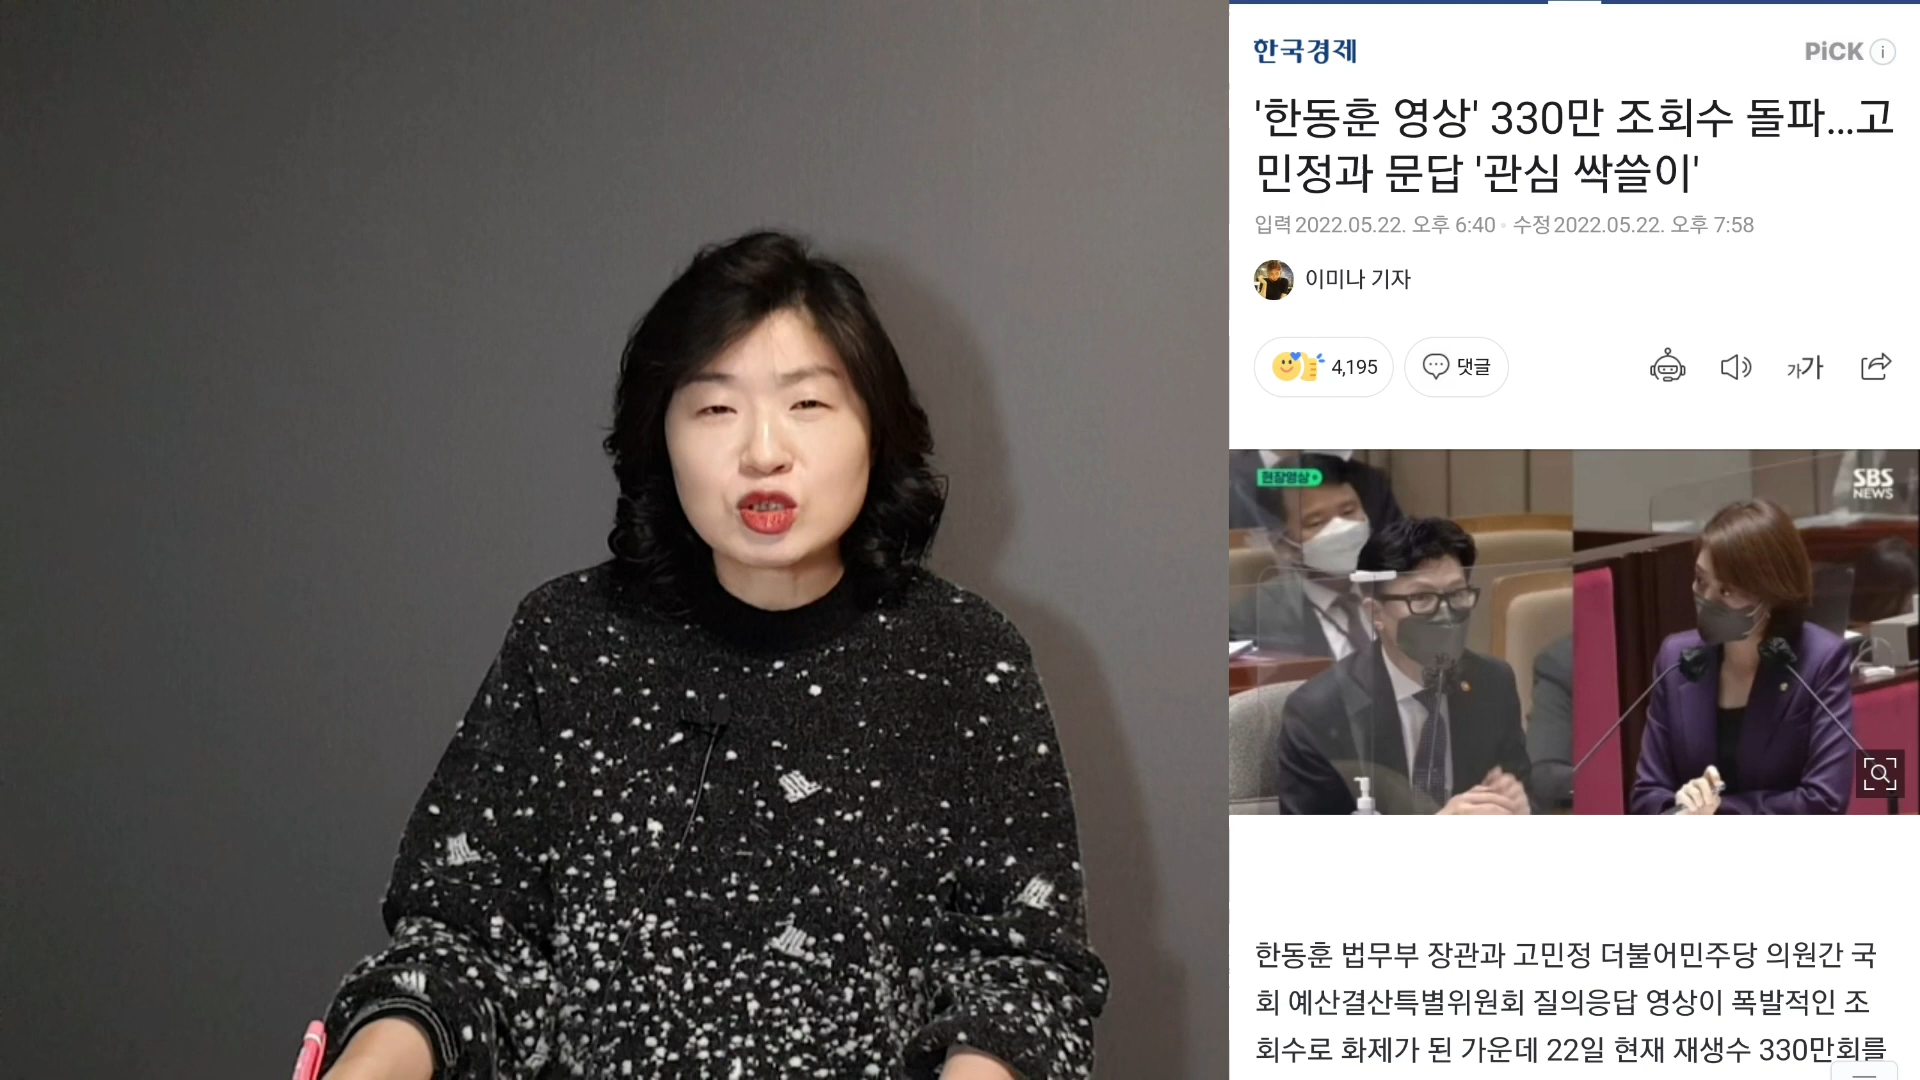 한국경제
PiCK
'한동훈 영상' 330만 조회수 돌파...고
민정과 문답 '관심 싹쓸이'
입력 2022.05.22. 오후 6:40 · 수정 2022.05.22. 오후 7:58
이미나 기자
4,195
댓글
가가
현장영상
SBS
NEWS
한동훈 법무부 장관과 고민정 더불어민주당 의원간 국
회 예산결산특별위원회 질의응답 영상이 폭발적인 조
회수로 화제가 된 가운데 22일 현재 재생수 330만회를